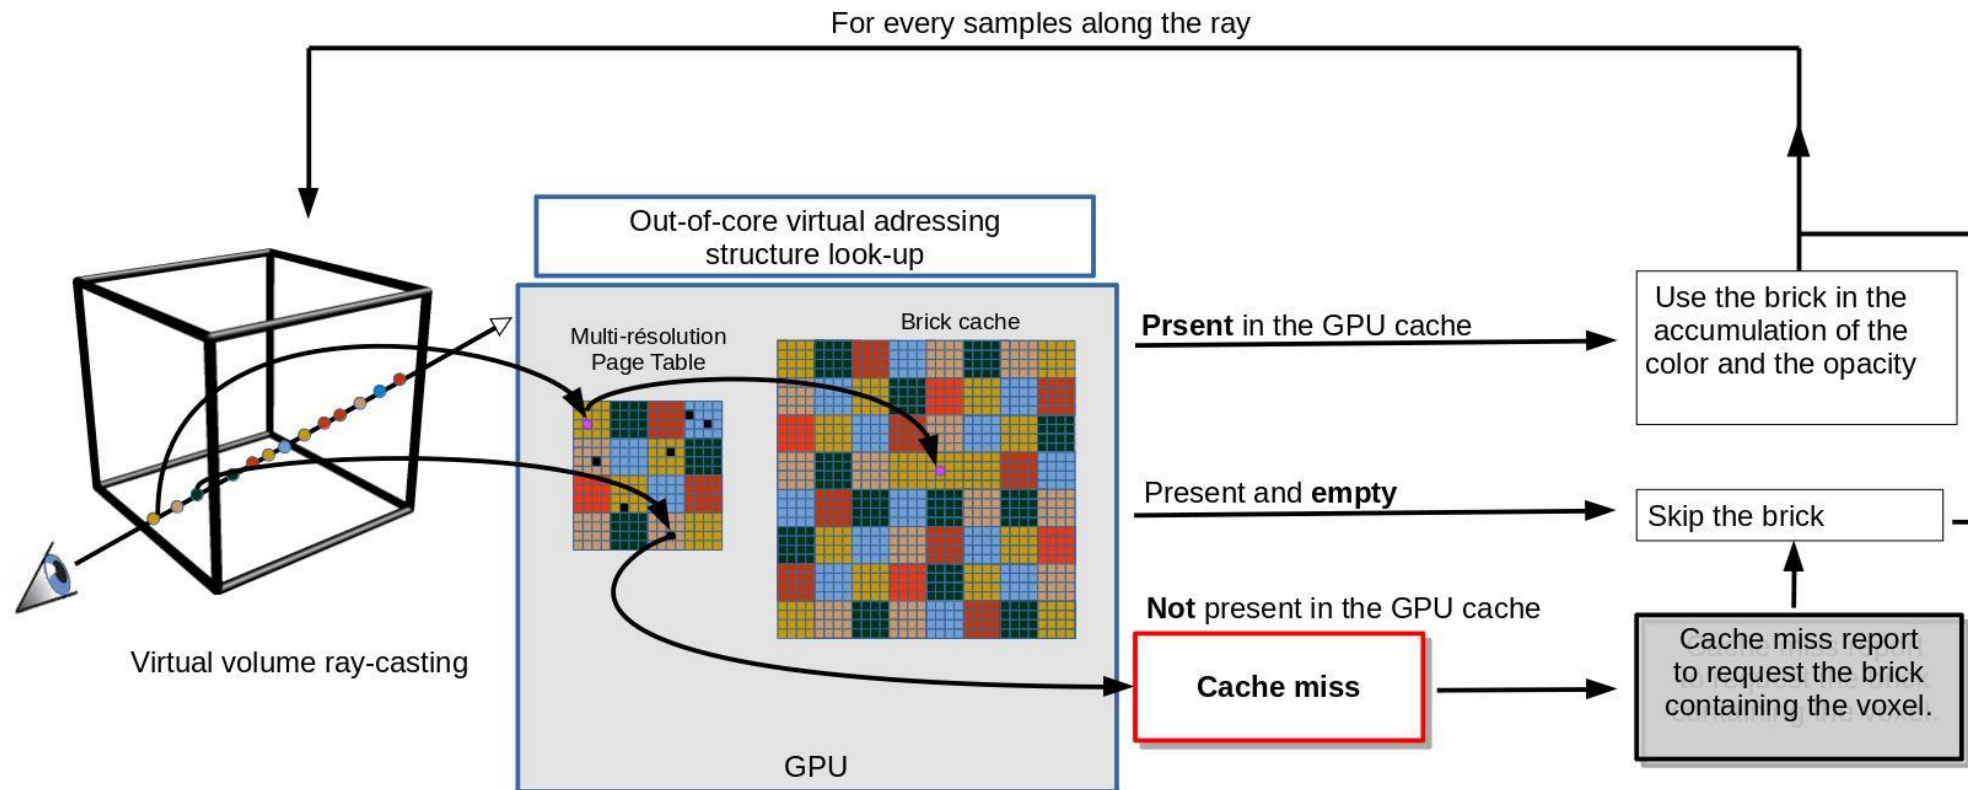 For every samples along the ray
Out-of-core virtual adressing
structure look-up
Multi-résolution
Page Table
Brick cache
Prsent in the GPU cache
Use the brick in the
accumulation of the
color and the opacity
Present and empty
Skip the brick
Not present in the GPU cache
Cache miss
Cache miss report
to request the brick
containing the voxel.
Virtual volume ray-casting
GPU